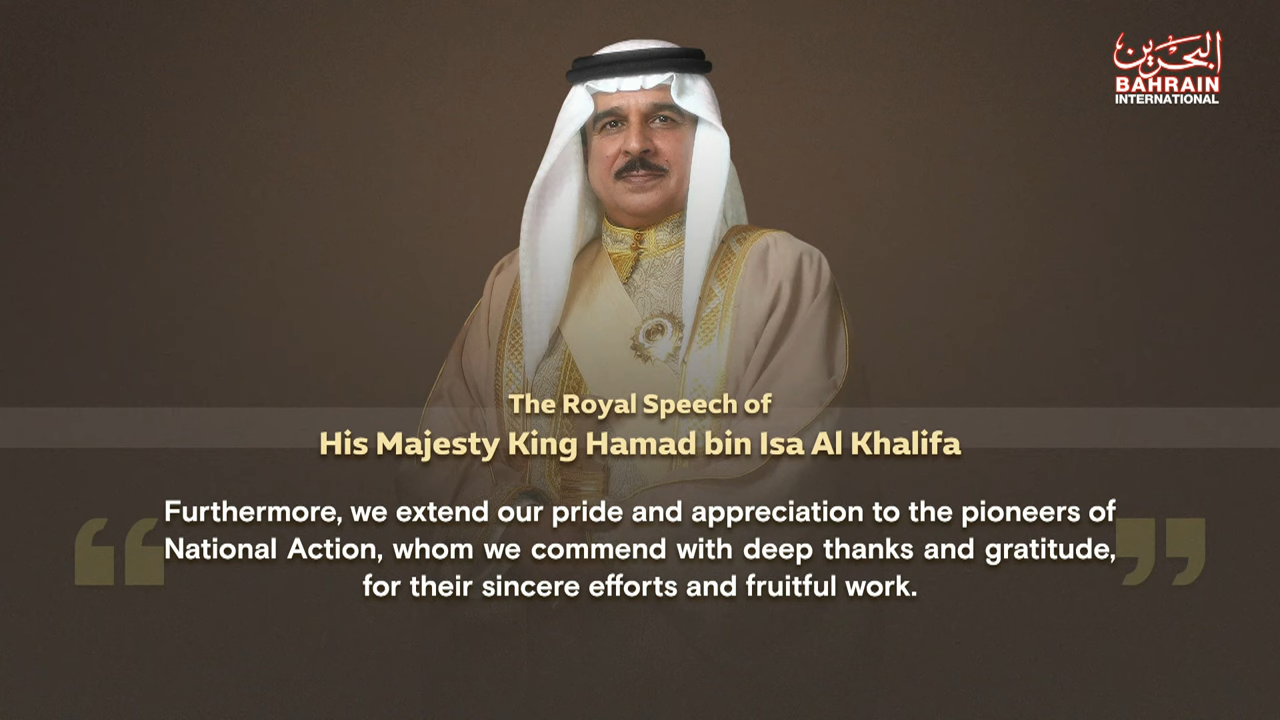 البحرين
BAHRAIN
INTERNATIONAL
The Royal Speech of
His Majesty King Hamad bin Isa Al Khalifa
“Furthermore, we extend our pride and appreciation to the pioneers of
National Action, whom we commend with deep thanks and gratitude,
for their sincere efforts and fruitful work.”